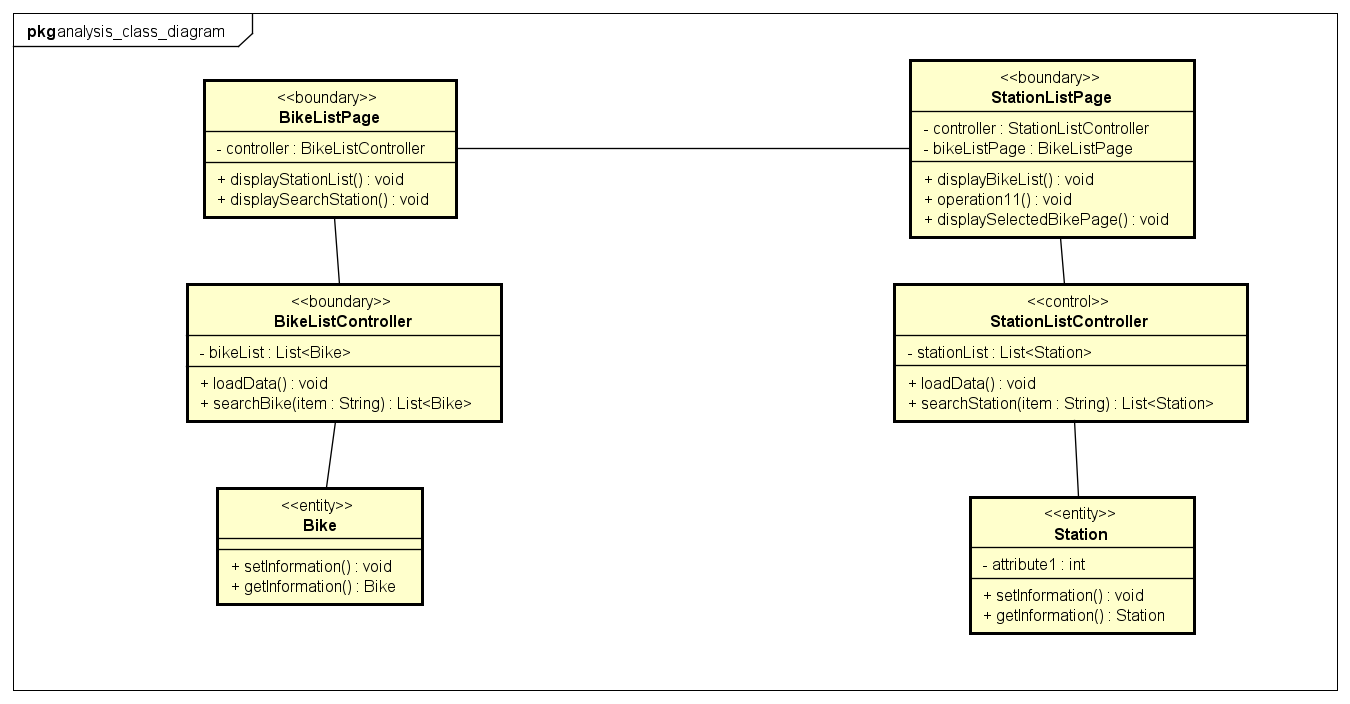 pkg analysis_class_diagram
<<boundary>>
BikeListPage
- controller : BikeListController
+ displayStationList() : void
+ displaySearchStation() : void
<<boundary>>
StationListPage
- controller : StationListController
- bikeListPage : BikeListPage
+ displayBikeList() : void
+ operation11() : void
+ displaySelectedBikePage() : void
<<boundary>>
BikeListController
- bikeList : List<Bike>
+ loadData() : void
+ searchBike(item : String) : List<Bike>
<<control>>
StationListController
- stationList : List<Station>
+ loadData() : void
+ searchStation(item : String) : List<Station>
<<entity>>
Bike
+ setInformation() : void
+ getInformation() : Bike
<<entity>>
Station
- attribute1 : int
+ setInformation() : void
+ getInformation() : Station